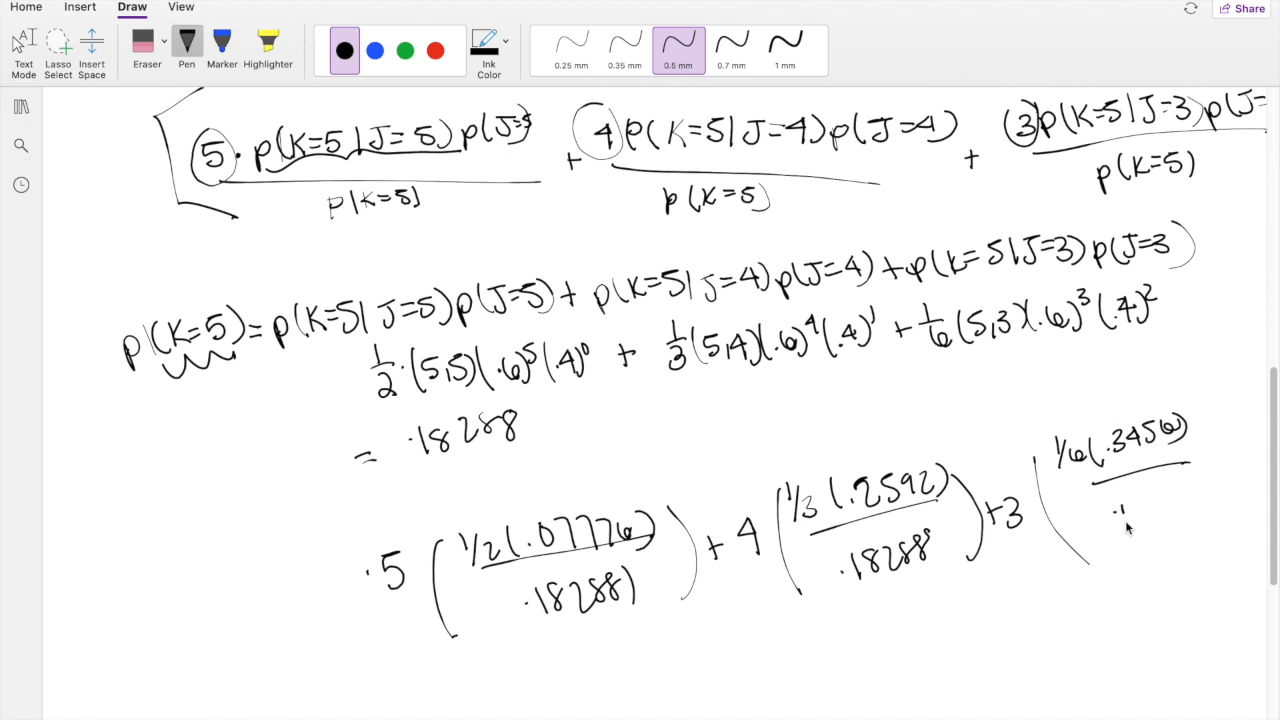 Home Insert Draw View Share
Text Mode Lasso Select Insert Space Eraser Pen Marker Highlighter Ink Color 0.25 mm 0.35 mm 0.5 mm 0.7 mm 1 mm
5 · p(K=5|J=5)p(J=5) / p(K=5) + 4 p(K=5|J=4)p(J=4) / p(K=5) + 3 p(K=5|J=3)p(J= / p(K=5)
p(K=5) = p(K=5|J=5)p(J=5) + p(K=5|J=4)p(J=4) + p(K=5|J=3)p(J=3)
1/2 · (5,5)(.6)^5 (.4)^0 + 1/3 (5,4)(.6)^4 (.4)^1 + 1/6 (5,3)(.6)^3 (.4)^2
= .18288
.5 ( 1/2(.07776) / .18288) ) + 4 ( 1/3(.2592) / .18288 ) + 3 ( 1/6(.3456) / .1